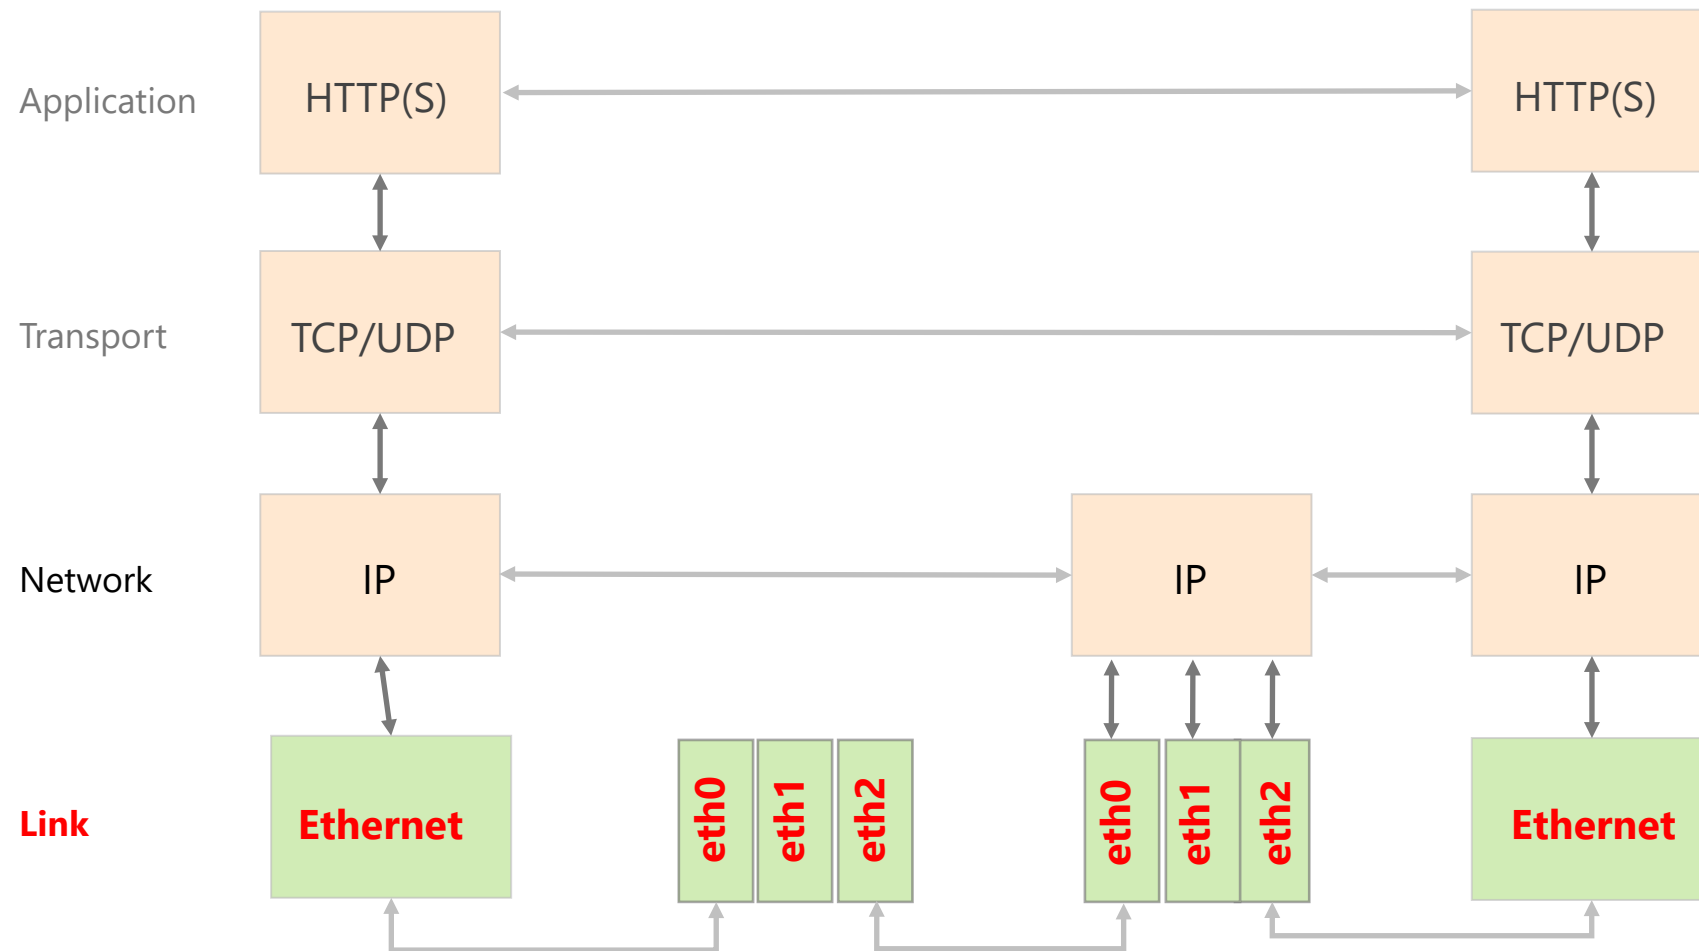 Application
HTTP(S)
HTTP(S)
Transport
TCP/UDP
TCP/UDP
Network
IP
IP
IP
Link
Ethernet
eth0
eth1
eth2
eth0
eth1
eth2
Ethernet